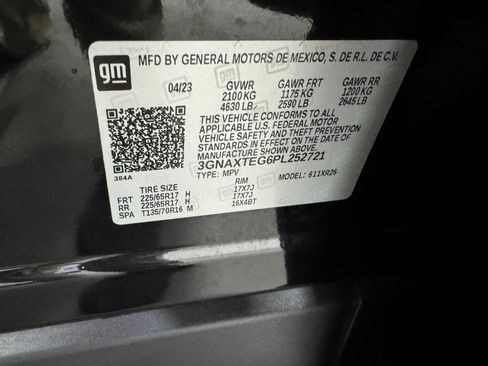 gm
MFD BY GENERAL MOTORS DE MEXICO, S. DE R.L. DE C.V.
04/23 GVWR GAWR FRT GAWR RR
2100 KG 1175 KG 1200 KG
4630 LB 2590 LB 2645 LB
THIS VEHICLE CONFORMS TO ALL
APPLICABLE U.S. FEDERAL MOTOR
VEHICLE SAFETY AND THEFT
PREVENTION STANDARDS IN
EFFECT ON THE DATE OF
MANUFACTURE SHOWN ABOVE.
3GNAXTEG6PL252721
384A TYPE: MPV MODEL: 611XR26
TIRE SIZE RIM
FRT 225/65R17 H 17X7J
RR 225/65R17 H 17X7J
SPA T135/70R16 M 16X4BT